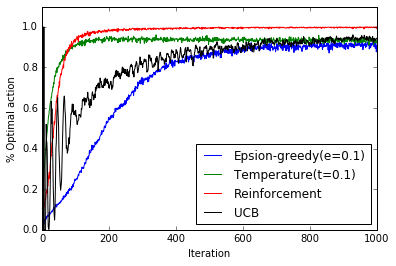 % Optimal action
1.0
0.8
0.6
0.4
0.2
0.0
Epsion-greedy(e=0.1)
Temperature(t=0.1)
Reinforcement
UCB
0 200 400 600 800 1000
Iteration